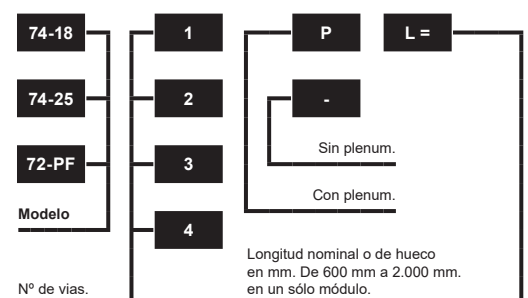 74-18 1 P L =
74-25 2 -
Sin plenum.
72-PF 3
Con plenum.
Modelo
4
Longitud nominal o de hueco
en mm. De 600 mm a 2.000 mm.
Nº de vias. en un sólo módulo.